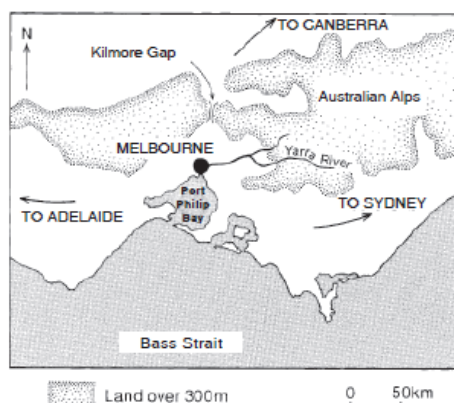 TO CANBERRA
N
Kilmore Gap
Australian Alps
MELBOURNE
Yarra River
Port
Philip
Bay
TO ADELAIDE
TO SYDNEY
Bass Strait
Land over 300m
0 50km